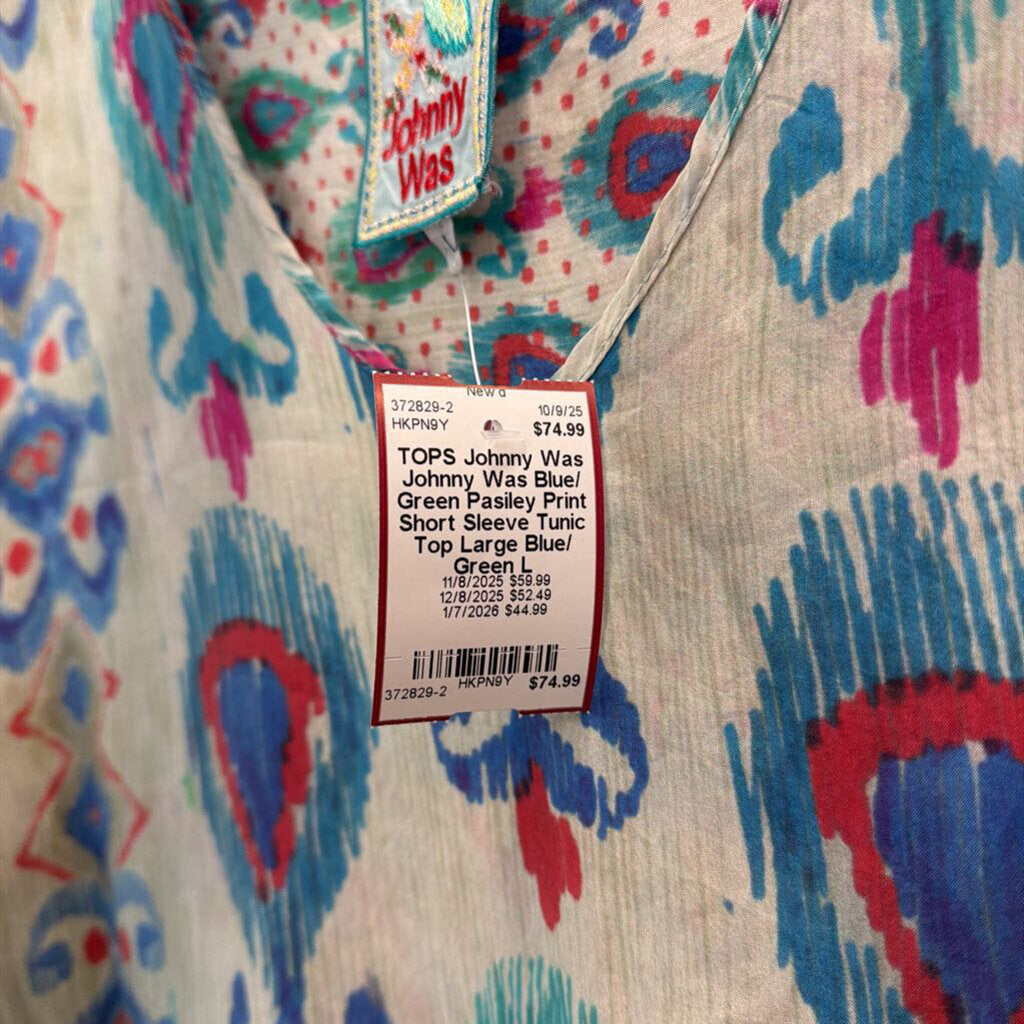 Johnny
Was
New a
372829-2 10/9/25
HKPN9Y $74.99
TOPS Johnny Was
Johnny Was Blue/
Green Pasiley Print
Short Sleeve Tunic
Top Large Blue/
Green L
11/8/2025 $59.99
12/8/2025 $52.49
1/7/2026 $44.99
372829-2 HKPN9Y $74.99